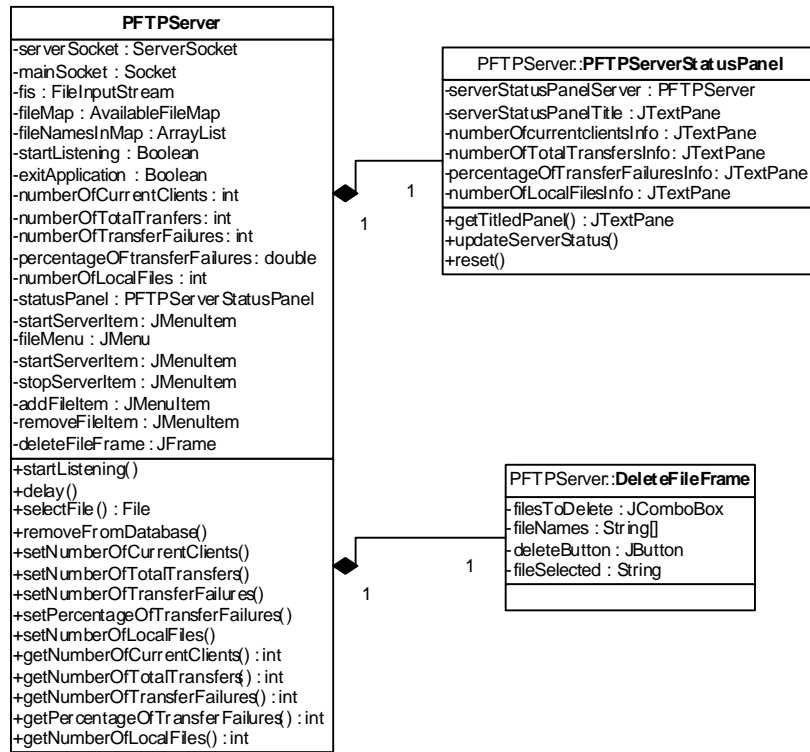 PFTPServer
-serverSocket : ServerSocket
-mainSocket : Socket
-fis : FileInputStream
-fileMap : AvailableFileMap
-fileNamesInMap : ArrayList
-startListening : Boolean
-exitApplication : Boolean
-numberOfCurrentClients : int
-numberOfTotalTranfers : int
-numberOfTransferFailures : int
-percentageOFtransferFailures : double
-numberOfLocalFiles : int
-statusPanel : PFTPServerStatusPanel
-startServerItem : JMenuItem
-fileMenu : JMenu
-startServerItem : JMenuItem
-stopServerItem : JMenuItem
-addFileItem : JMenuItem
-removeFileItem : JMenuItem
-deleteFileFrame : JFrame
+startListening()
+delay()
+selectFile() : File
+removeFromDatabase()
+setNumberOfCurrentClients()
+setNumberOfTotalTransfers()
+setNumberOfTransferFailures()
+setPercentageOfTransferFailures()
+setNumberOfLocalFiles()
+getNumberOfCurrentClients() : int
+getNumberOfTotalTransfers() : int
+getNumberOfTransferFailures() : int
+getPercentageOfTransferFailures() : int
+getNumberOfLocalFiles() : int
1
1
PFTPServer::PFTPServerStatusPanel
-serverStatusPanelServer : PFTPServer
-serverStatusPanelTitle : JTextPane
-numberOfcurrentclientsInfo : JTextPane
-numberOfTotalTransfersInfo : JTextPane
-percentageOfTransferFailuresInfo : JTextPane
-numberOfLocalFilesInfo : JTextPane
+getTitledPanel() : JTextPane
+updateServerStatus()
+reset()
1
1
PFTPServer::DeleteFileFrame
-filesToDelete : JComboBox
-fileNames : String[]
-deleteButton : JButton
-fileSelected : String